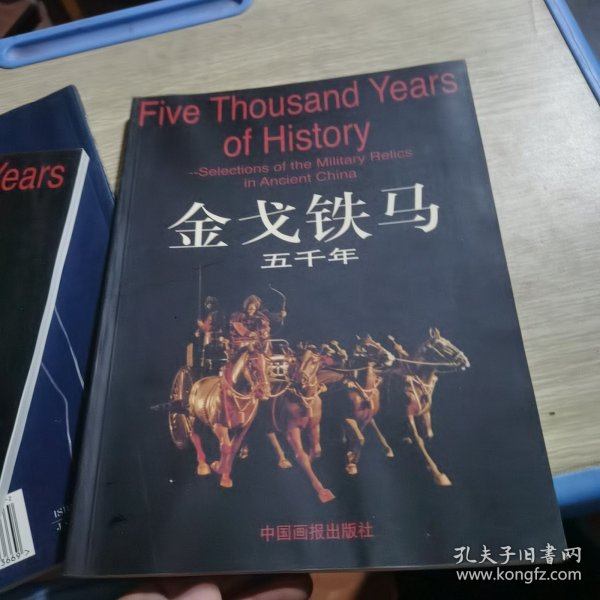 Five Thousand Years
of History
--Selections of the Military Relics
in Ancient China
金戈铁马
五千年
中国画报出版社
Years
孔夫子旧书网
www.kongfz.com